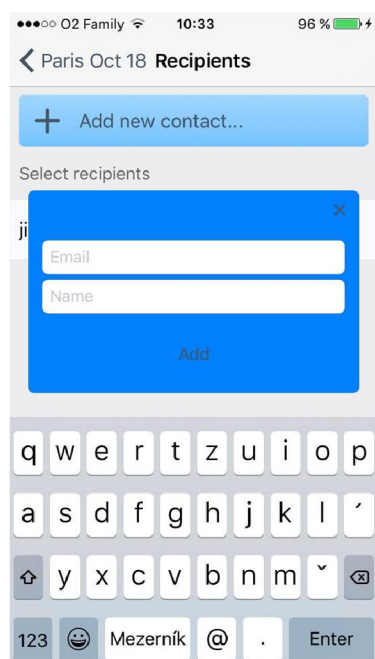 O2 Family 10:33 96 %
Paris Oct 18 Recipients
Add new contact...
Select recipients
ji
Email
Name
Add
q w e r t z u i o p
a s d f g h j k l ´
y x c v b n m ˇ
123 Mezerník @ . Enter